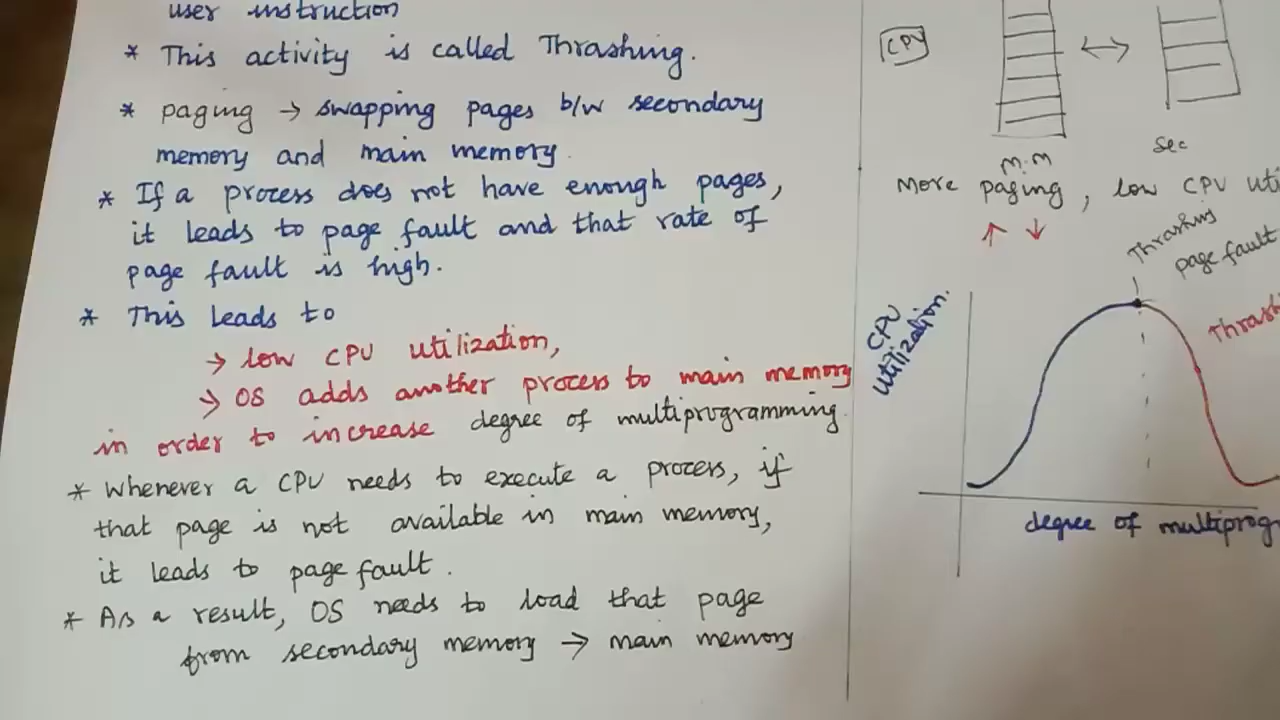 user instruction
* This activity is called Thrashing.
* paging → swapping pages b/w secondary
memory and main memory.
* If a process does not have enough pages,
it leads to page fault and that rate of
page fault is high.
* This leads to
→ low CPU utilization,
→ OS adds another process to main memory
in order to increase degree of multiprogramming.
* Whenever a CPU needs to execute a process, if
that page is not available in main memory,
it leads to page fault.
* As a result, OS needs to load that page
from secondary memory → main memory
CPU
M.M
sec
More paging, low CPU uti
↑ ↓
Thrashing
page fault
Thrash
CPU
utilization.
degree of multiprog